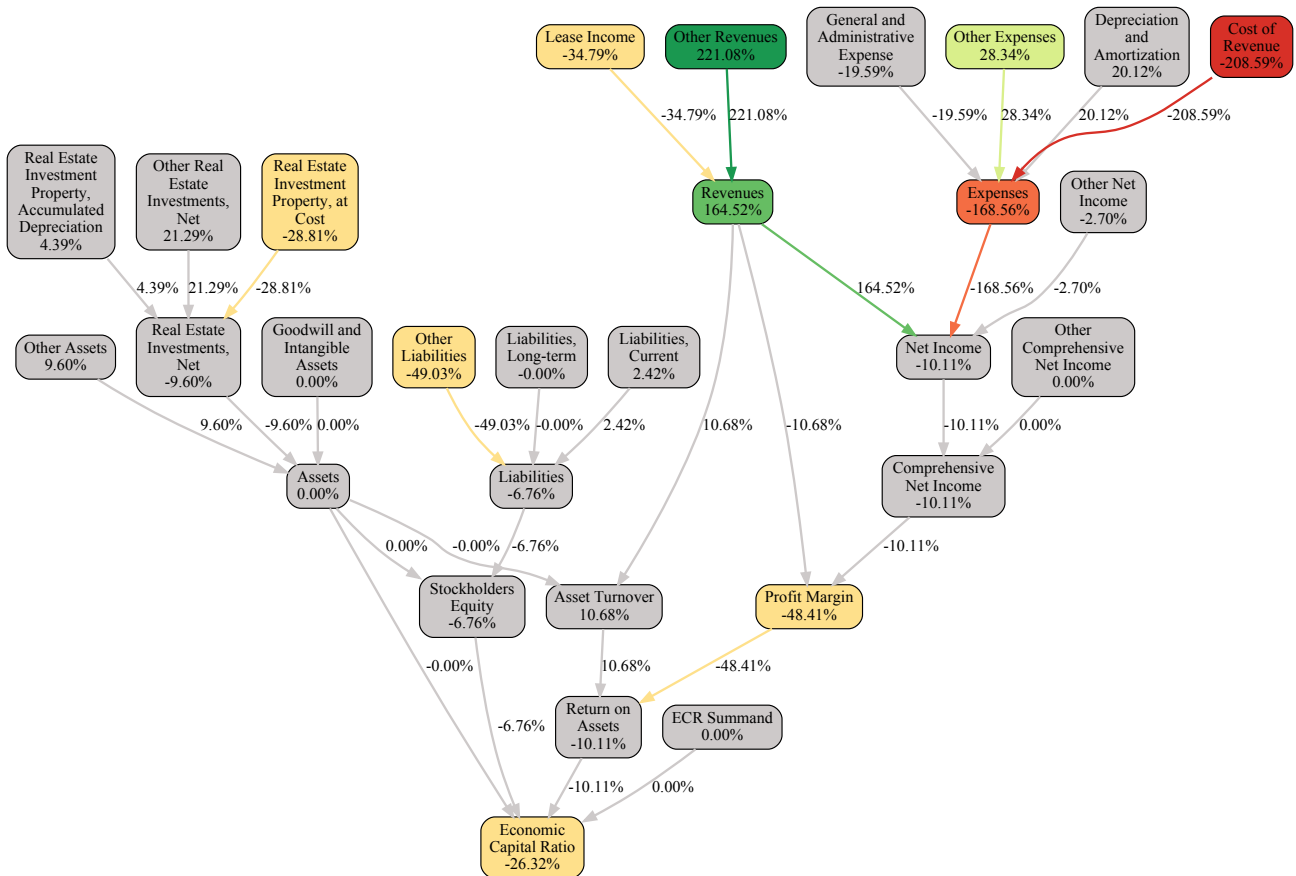 Lease Income
-34.79%
Other Revenues
221.08%
General and
Administrative
Expense
-19.59%
Other Expenses
28.34%
Depreciation
and
Amortization
20.12%
Cost of
Revenue
-208.59%
-34.79%
221.08%
-19.59%
28.34%
20.12%
-208.59%
Real Estate
Investment
Property,
Accumulated
Depreciation
4.39%
Other Real
Estate
Investments,
Net
21.29%
Real Estate
Investment
Property, at
Cost
-28.81%
Revenues
164.52%
Expenses
-168.56%
Other Net
Income
-2.70%
4.39%
21.29%
-28.81%
164.52%
-168.56%
-2.70%
Other Assets
9.60%
Real Estate
Investments,
Net
-9.60%
Goodwill and
Intangible
Assets
0.00%
Other
Liabilities
-49.03%
Liabilities,
Long-term
-0.00%
Liabilities,
Current
2.42%
Net Income
-10.11%
Other
Comprehensive
Net Income
0.00%
9.60%
-9.60%
0.00%
-49.03%
-0.00%
2.42%
10.68%
-10.68%
-10.11%
0.00%
Assets
0.00%
Liabilities
-6.76%
Comprehensive
Net Income
-10.11%
0.00%
-0.00%
-6.76%
-10.11%
Stockholders
Equity
-6.76%
Asset Turnover
10.68%
Profit Margin
-48.41%
-0.00%
10.68%
-48.41%
Return on
Assets
-10.11%
ECR Summand
0.00%
-6.76%
-10.11%
0.00%
Economic
Capital Ratio
-26.32%